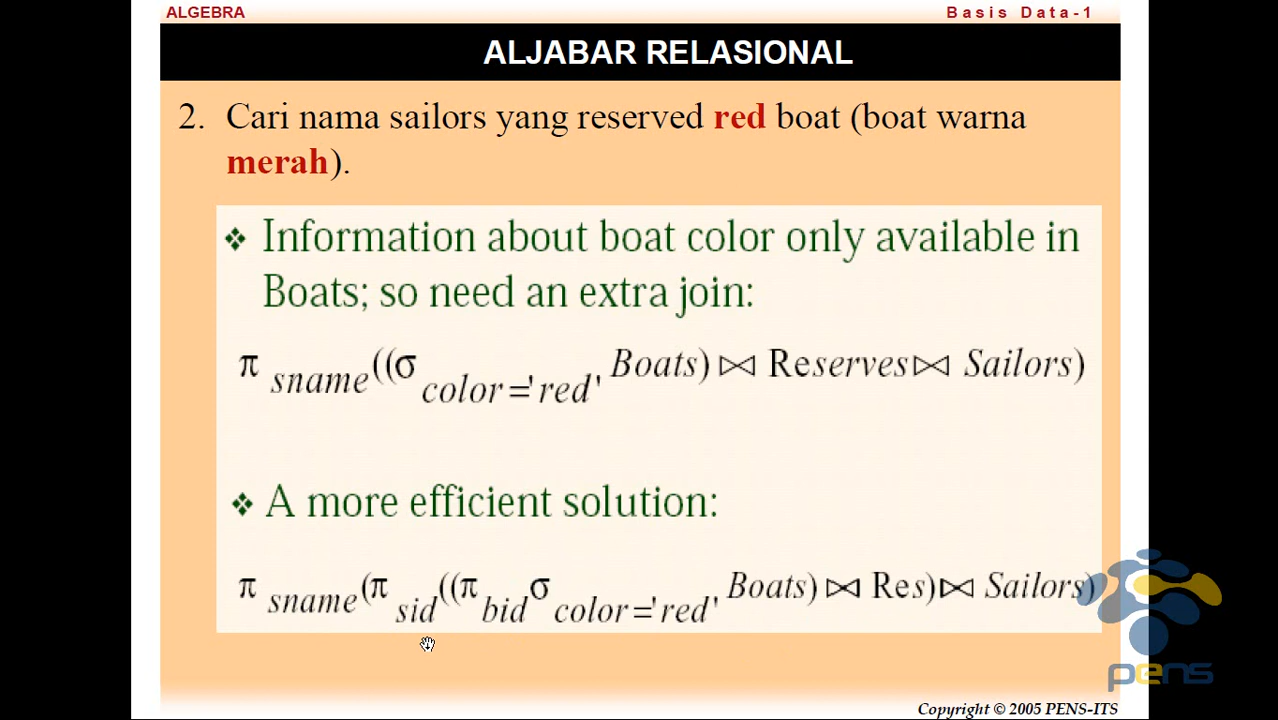 ALGEBRA Basis Data-1
ALJABAR RELASIONAL
2. Cari nama sailors yang reserved red boat (boat warna
merah).
❖ Information about boat color only available in
Boats; so need an extra join:
π sname((σ color='red' Boats) ⋈ Reserves ⋈ Sailors)
❖ A more efficient solution:
π sname(π sid((π bid σ color='red' Boats) ⋈ Res) ⋈ Sailors)
pens
Copyright © 2005 PENS-ITS